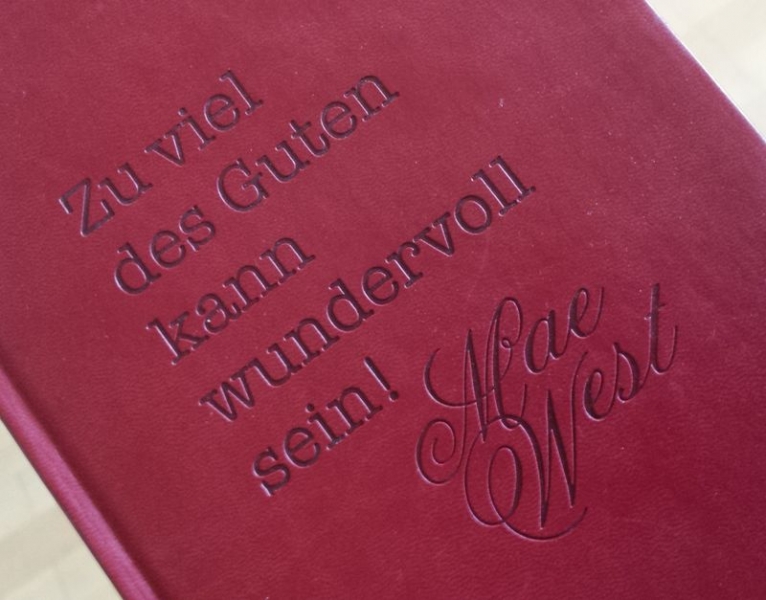 Zu viel
des Guten
kann
wundervoll
sein!
Mae
West